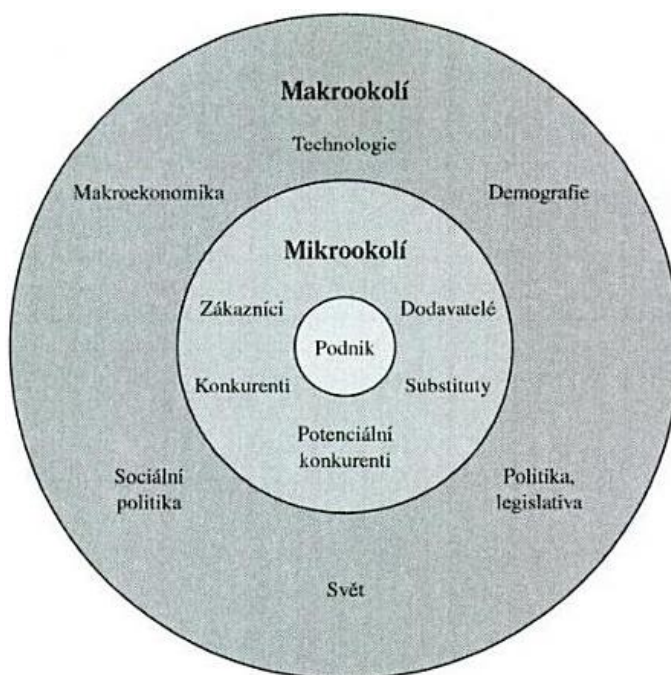 Makrookolí
Technologie
Makroekonomika
Demografie
Mikrookolí
Zákazníci
Dodavatelé
Podnik
Konkurenti
Substituty
Potenciální
konkurenti
Sociální
politika
Politika,
legislativa
Svět